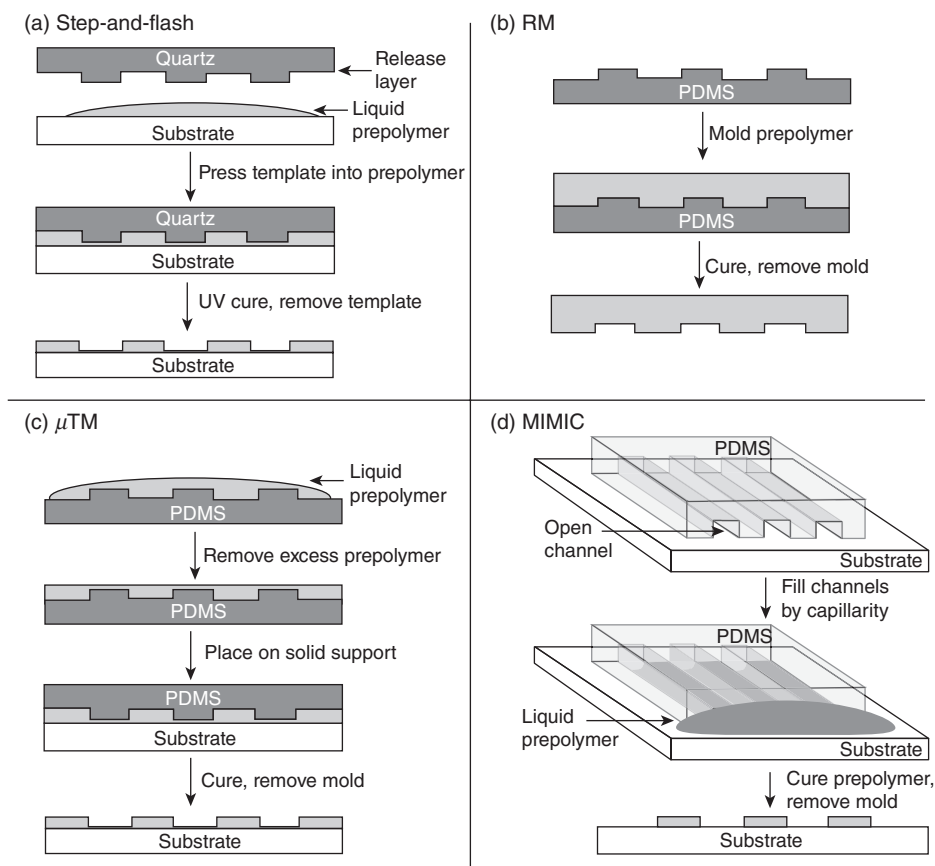 (a) Step-and-flash
Quartz
Release
layer
Liquid
prepolymer
Substrate
Press template into prepolymer
Quartz
Substrate
UV cure, remove template
Substrate
(b) RM
PDMS
Mold prepolymer
PDMS
Cure, remove mold
(c) μTM
Liquid
prepolymer
PDMS
Remove excess prepolymer
PDMS
Place on solid support
PDMS
Substrate
Cure, remove mold
Substrate
(d) MIMIC
PDMS
Open
channel
Substrate
Fill channels
by capillarity
PDMS
Liquid
prepolymer
Substrate
Cure prepolymer,
remove mold
Substrate